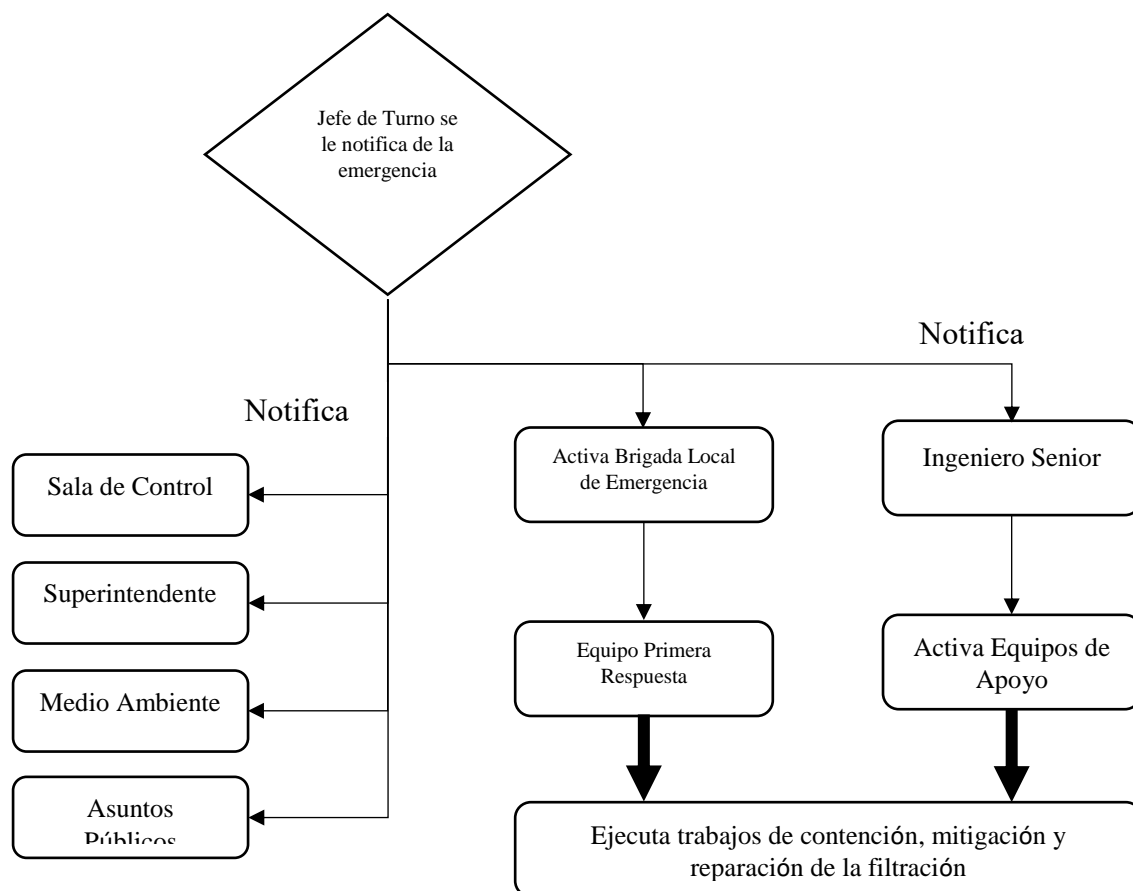 Jefe de Turno se
le notifica de la
emergencia
Notifica
Notifica
Sala de Control
Superintendente
Medio Ambiente
Asuntos
Públicos
Activa Brigada Local
de Emergencia
Equipo Primera
Respuesta
Ingeniero Senior
Activa Equipos de
Apoyo
Ejecuta trabajos de contención, mitigación y
reparación de la filtración